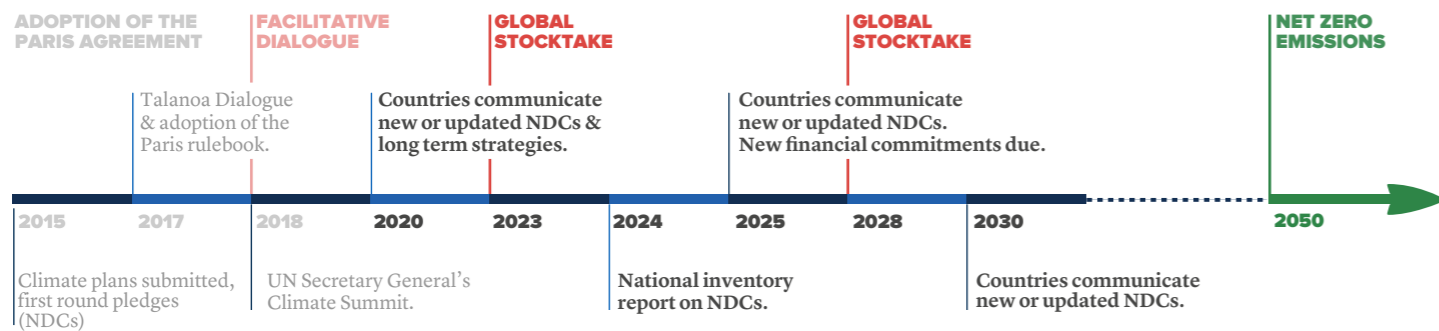 ADOPTION OF THE
PARIS AGREEMENT
FACILITATIVE
DIALOGUE
GLOBAL
STOCKTAKE
GLOBAL
STOCKTAKE
NET ZERO
EMISSIONS
Talanoa Dialogue
& adoption of the
Paris rulebook.
Countries communicate
new or updated NDCs &
long term strategies.
Countries communicate
new or updated NDCs.
New financial commitments due.
2015
2017
2018
2020
2023
2024
2025
2028
2030
2050
Climate plans submitted,
first round pledges
(NDCs)
UN Secretary General’s
Climate Summit.
National inventory
report on NDCs.
Countries communicate
new or updated NDCs.